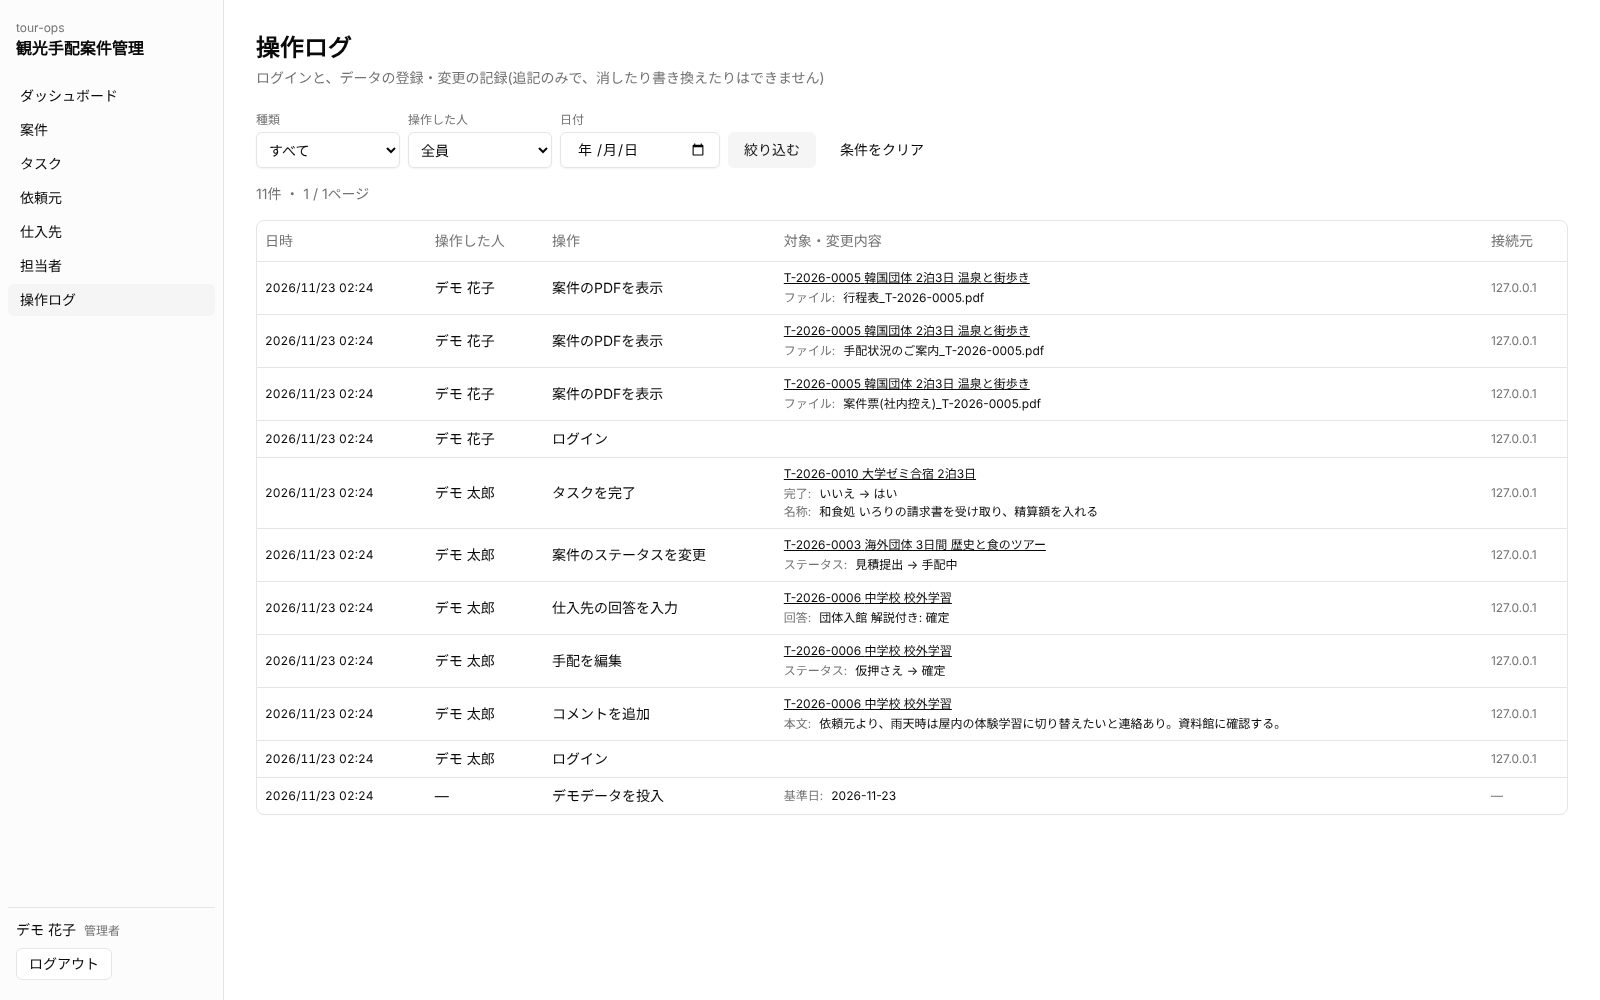 tour-ops
観光手配案件管理
ダッシュボード
案件
タスク
依頼元
仕入先
担当者
操作ログ
デモ 花子 管理者
ログアウト
操作ログ
ログインと、データの登録・変更の記録(追記のみで、消したり書き換えたりはできません)
種類 操作した人 日付
すべて 全員 年 /月/日 絞り込む 条件をクリア
11件 ・ 1 / 1ページ
日時 操作した人 操作 対象・変更内容 接続元
2026/11/23 02:24 デモ 花子 案件のPDFを表示 T-2026-0005 韓国団体 2泊3日 温泉と街歩き 127.0.0.1
ファイル: 行程表_T-2026-0005.pdf
2026/11/23 02:24 デモ 花子 案件のPDFを表示 T-2026-0005 韓国団体 2泊3日 温泉と街歩き 127.0.0.1
ファイル: 手配状況のご案内_T-2026-0005.pdf
2026/11/23 02:24 デモ 花子 案件のPDFを表示 T-2026-0005 韓国団体 2泊3日 温泉と街歩き 127.0.0.1
ファイル: 案件票(社内控え)_T-2026-0005.pdf
2026/11/23 02:24 デモ 花子 ログイン 127.0.0.1
2026/11/23 02:24 デモ 太郎 タスクを完了 T-2026-0010 大学ゼミ合宿 2泊3日 127.0.0.1
完了: いいえ → はい
名称: 和食処 いろりの請求書を受け取り、精算額を入れる
2026/11/23 02:24 デモ 太郎 案件のステータスを変更 T-2026-0003 海外団体 3日間 歴史と食のツアー 127.0.0.1
ステータス: 見積提出 → 手配中
2026/11/23 02:24 デモ 太郎 仕入先の回答を入力 T-2026-0006 中学校 校外学習 127.0.0.1
回答: 団体入館 解説付き: 確定
2026/11/23 02:24 デモ 太郎 手配を編集 T-2026-0006 中学校 校外学習 127.0.0.1
ステータス: 仮押さえ → 確定
2026/11/23 02:24 デモ 太郎 コメントを追加 T-2026-0006 中学校 校外学習 127.0.0.1
本文: 依頼元より、雨天時は屋内の体験学習に切り替えたいと連絡あり。資料館に確認する。
2026/11/23 02:24 デモ 太郎 ログイン 127.0.0.1
2026/11/23 02:24 — デモデータを投入 基準日: 2026-11-23 —